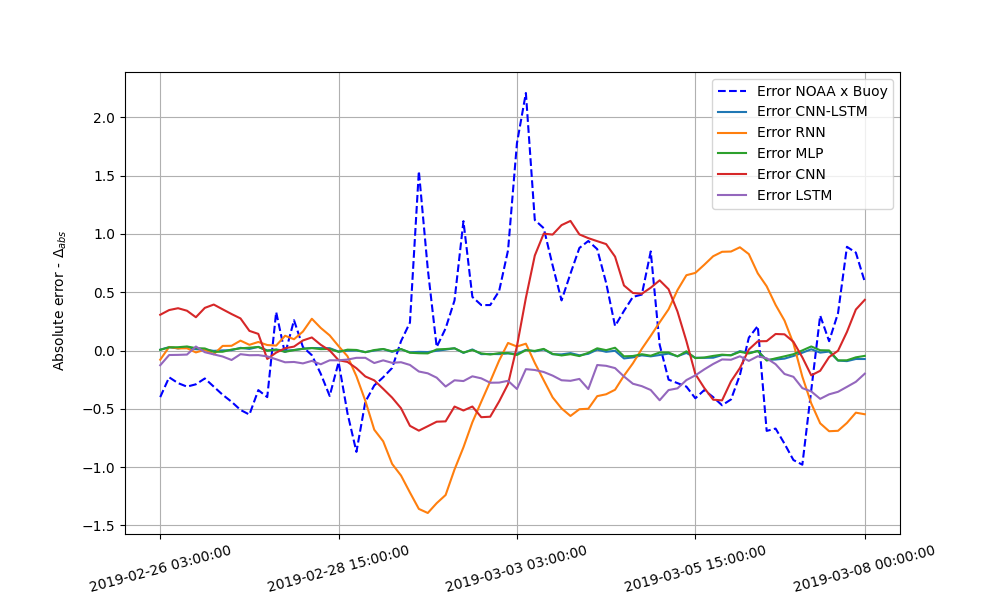 Error NOAA x Buoy
Error CNN-LSTM
Error RNN
Error MLP
Error CNN
Error LSTM
2.0
1.5
1.0
0.5
0.0
−0.5
−1.0
−1.5
Absolute error - Δabs
2019-02-26 03:00:00
2019-02-28 15:00:00
2019-03-03 03:00:00
2019-03-05 15:00:00
2019-03-08 00:00:00